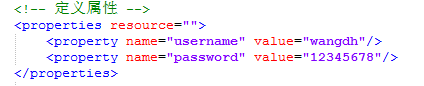 <!-- 定义属性 -->
<properties resource="">
    <property name="username" value="wangdh"/>
    <property name="password" value="12345678"/>
</properties>